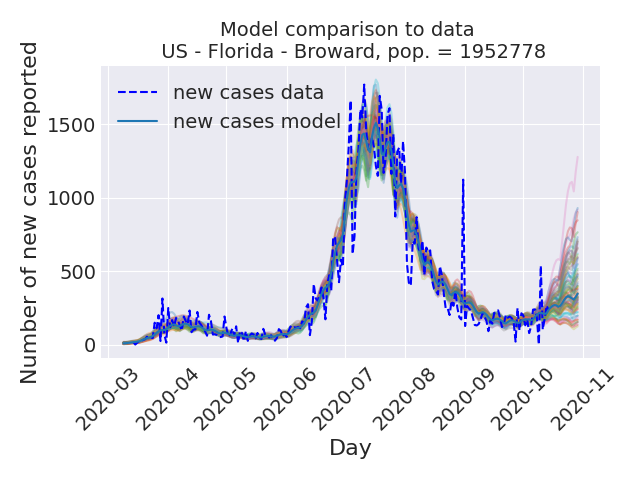 Model comparison to data
US - Florida - Broward, pop. = 1952778
Number of new cases reported
new cases data
new cases model
1500
1000
500
0
2020-03
2020-04
2020-05
2020-06
2020-07
2020-08
2020-09
2020-10
2020-11
Day